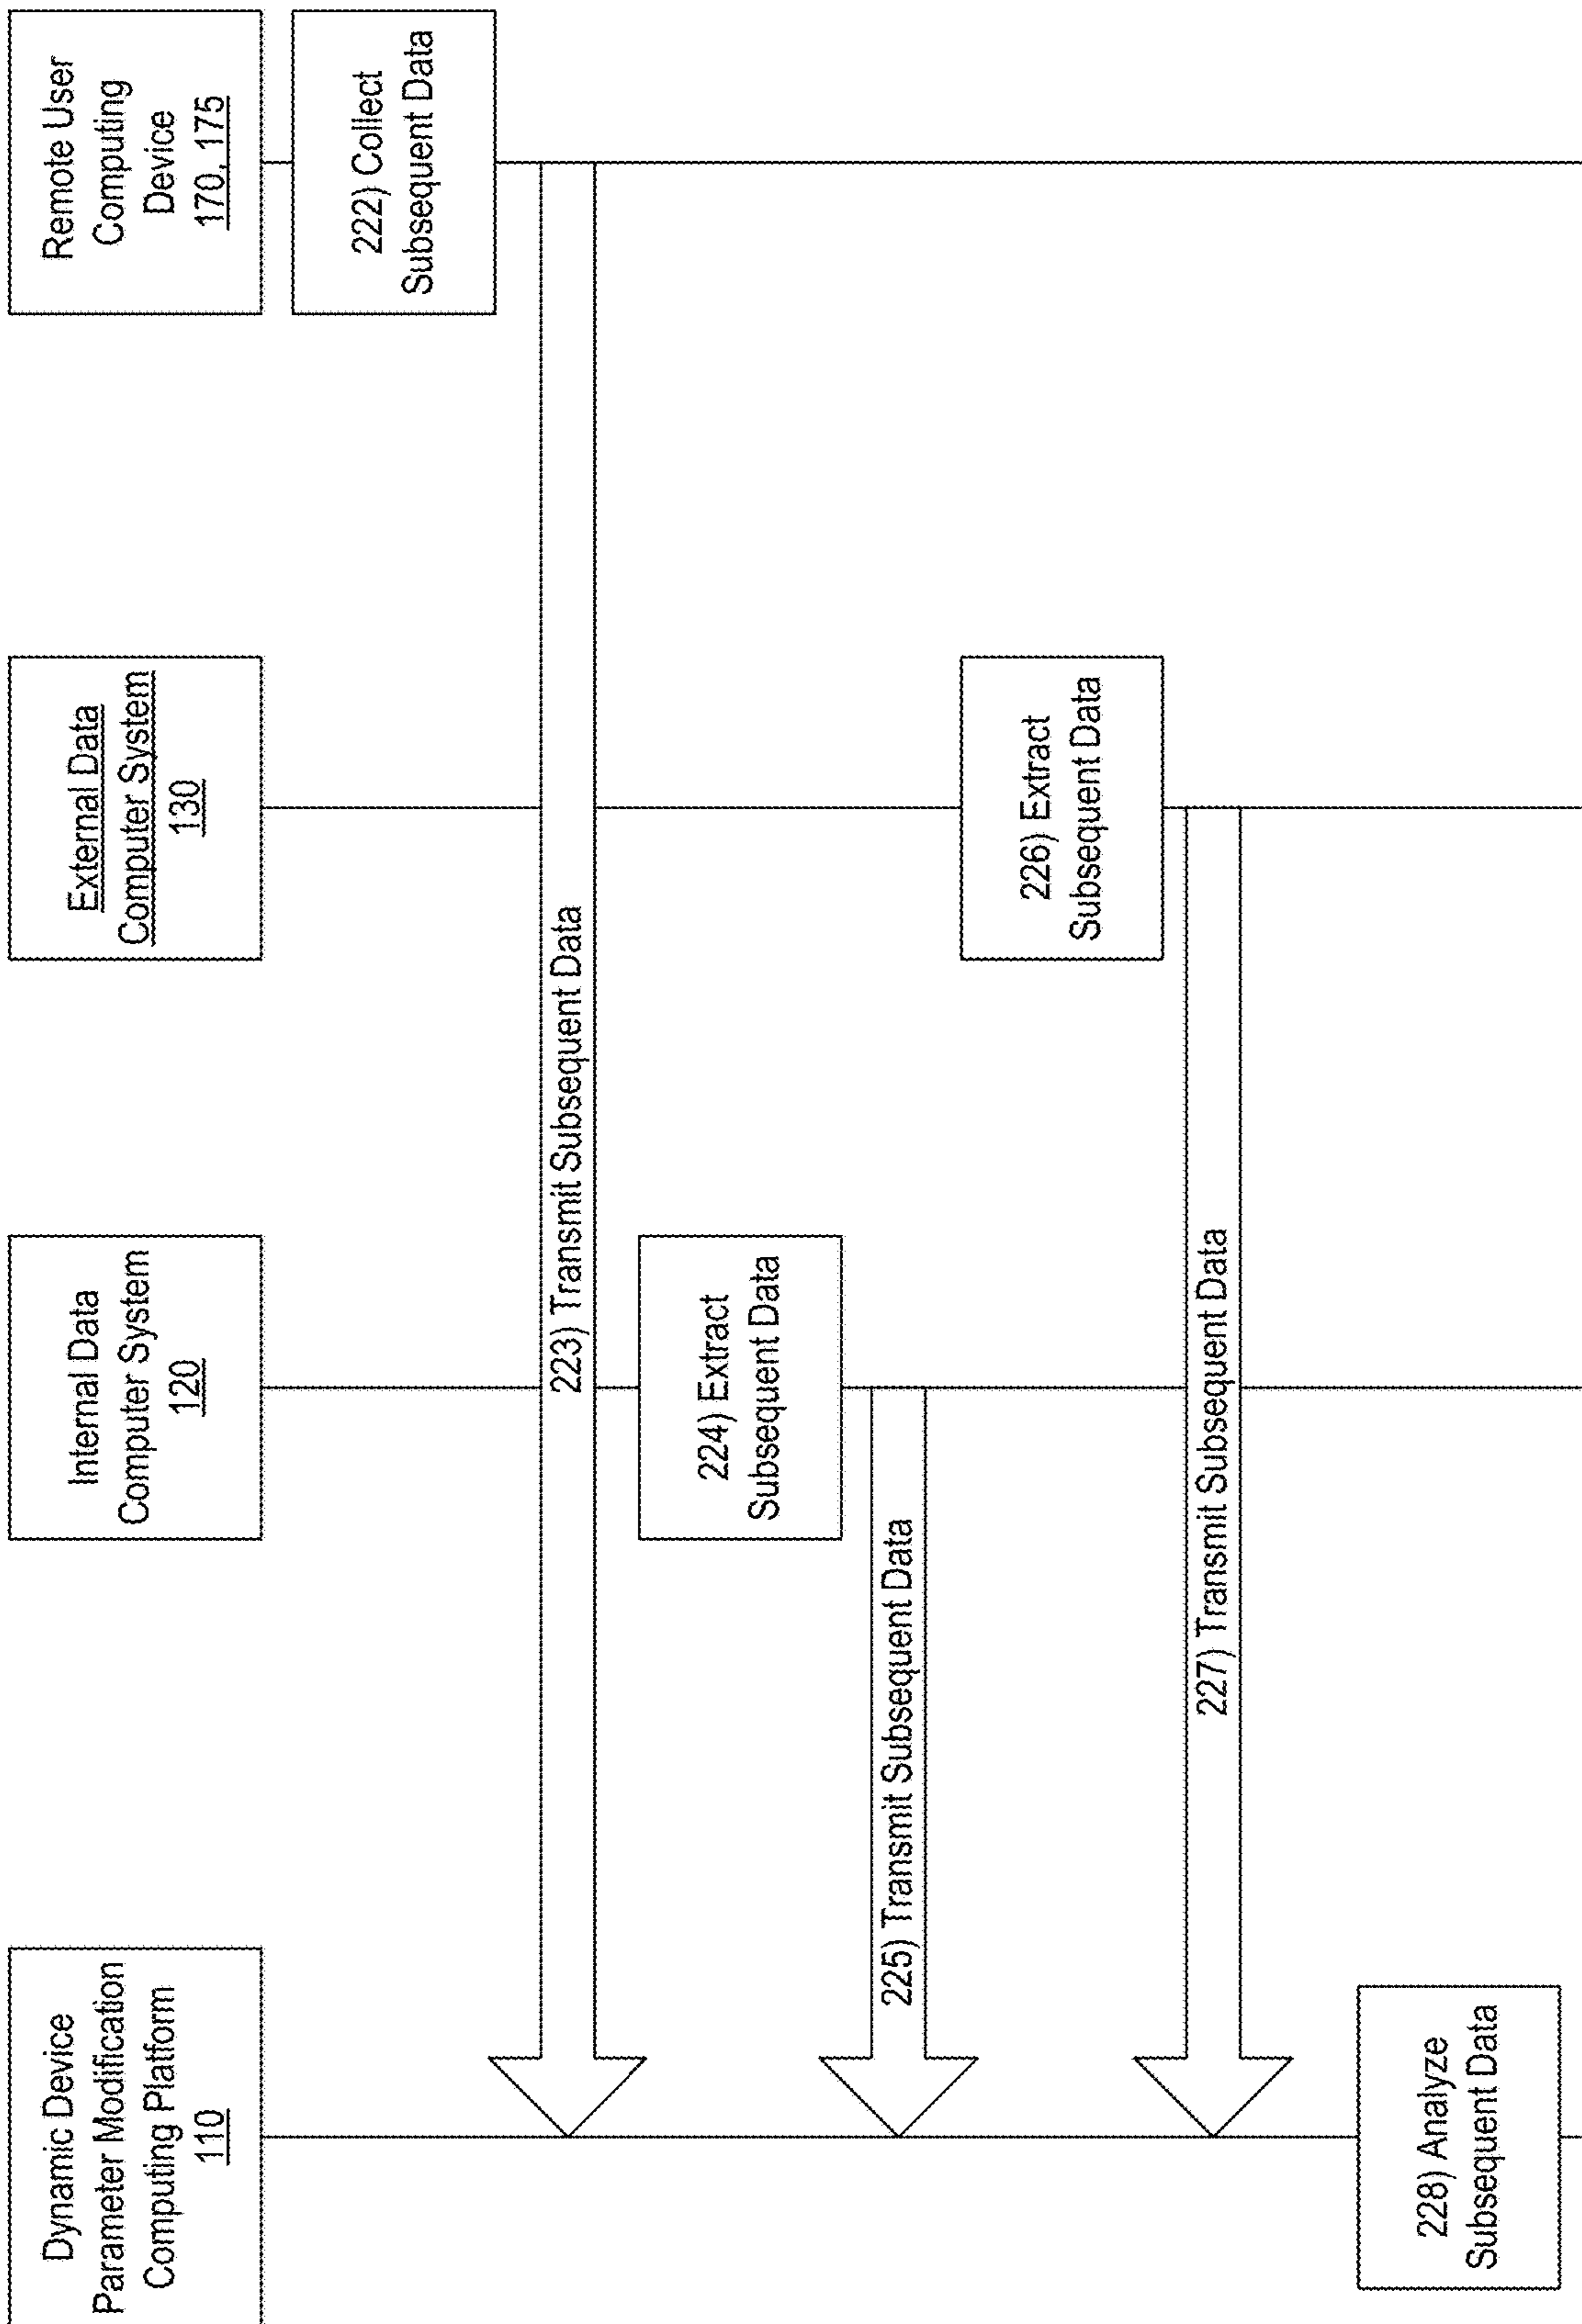 Dynamic Device
Parameter Modification
Computing Platform
110
Internal Data
Computer System
120
External Data
Computer System
130
Remote User
Computing
Device
170, 175
222) Collect
Subsequent Data
223) Transmit Subsequent Data
224) Extract
Subsequent Data
225) Transmit Subsequent Data
226) Extract
Subsequent Data
227) Transmit Subsequent Data
228) Analyze
Subsequent Data